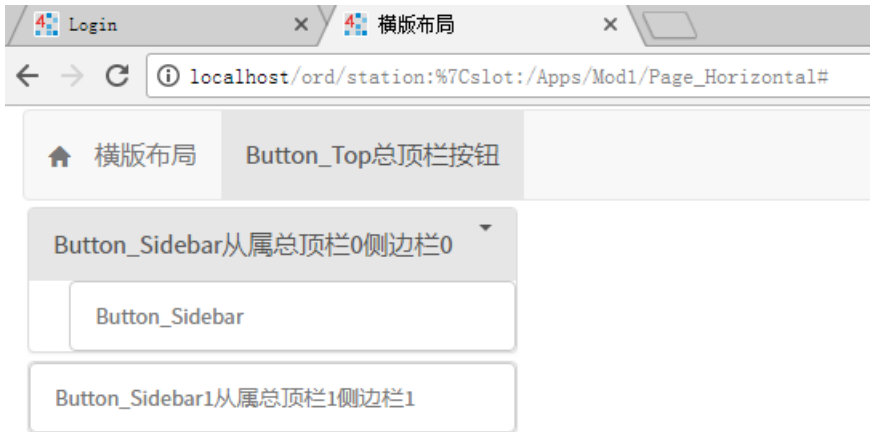 Login
横版布局
localhost/ord/station:%7Cslot:/Apps/Mod1/Page_Horizontal#
横版布局 Button_Top总顶栏按钮
Button_Sidebar从属总顶栏0侧边栏0
Button_Sidebar
Button_Sidebar1从属总顶栏1侧边栏1